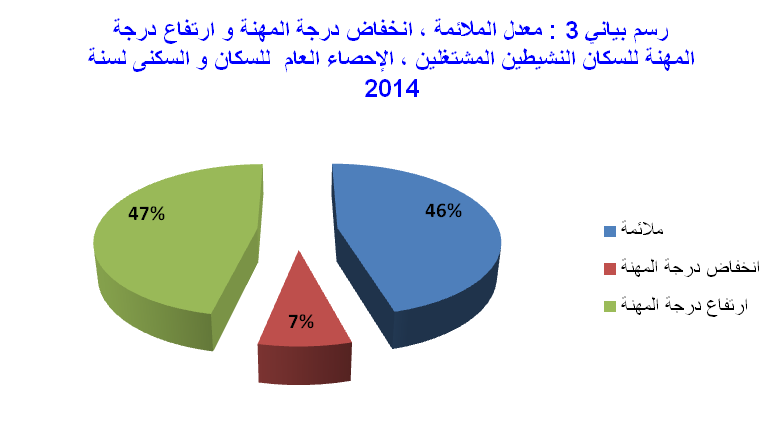 رسم بياني 3 : معدل الملائمة ، انخفاض درجة المهنة و ارتفاع درجة
المهنة للسكان النشيطين المشتغلين ، الإحصاء العام للسكان و السكنى لسنة
2014
47%
46%
7%
ملائمة
انخفاض درجة المهنة
ارتفاع درجة المهنة